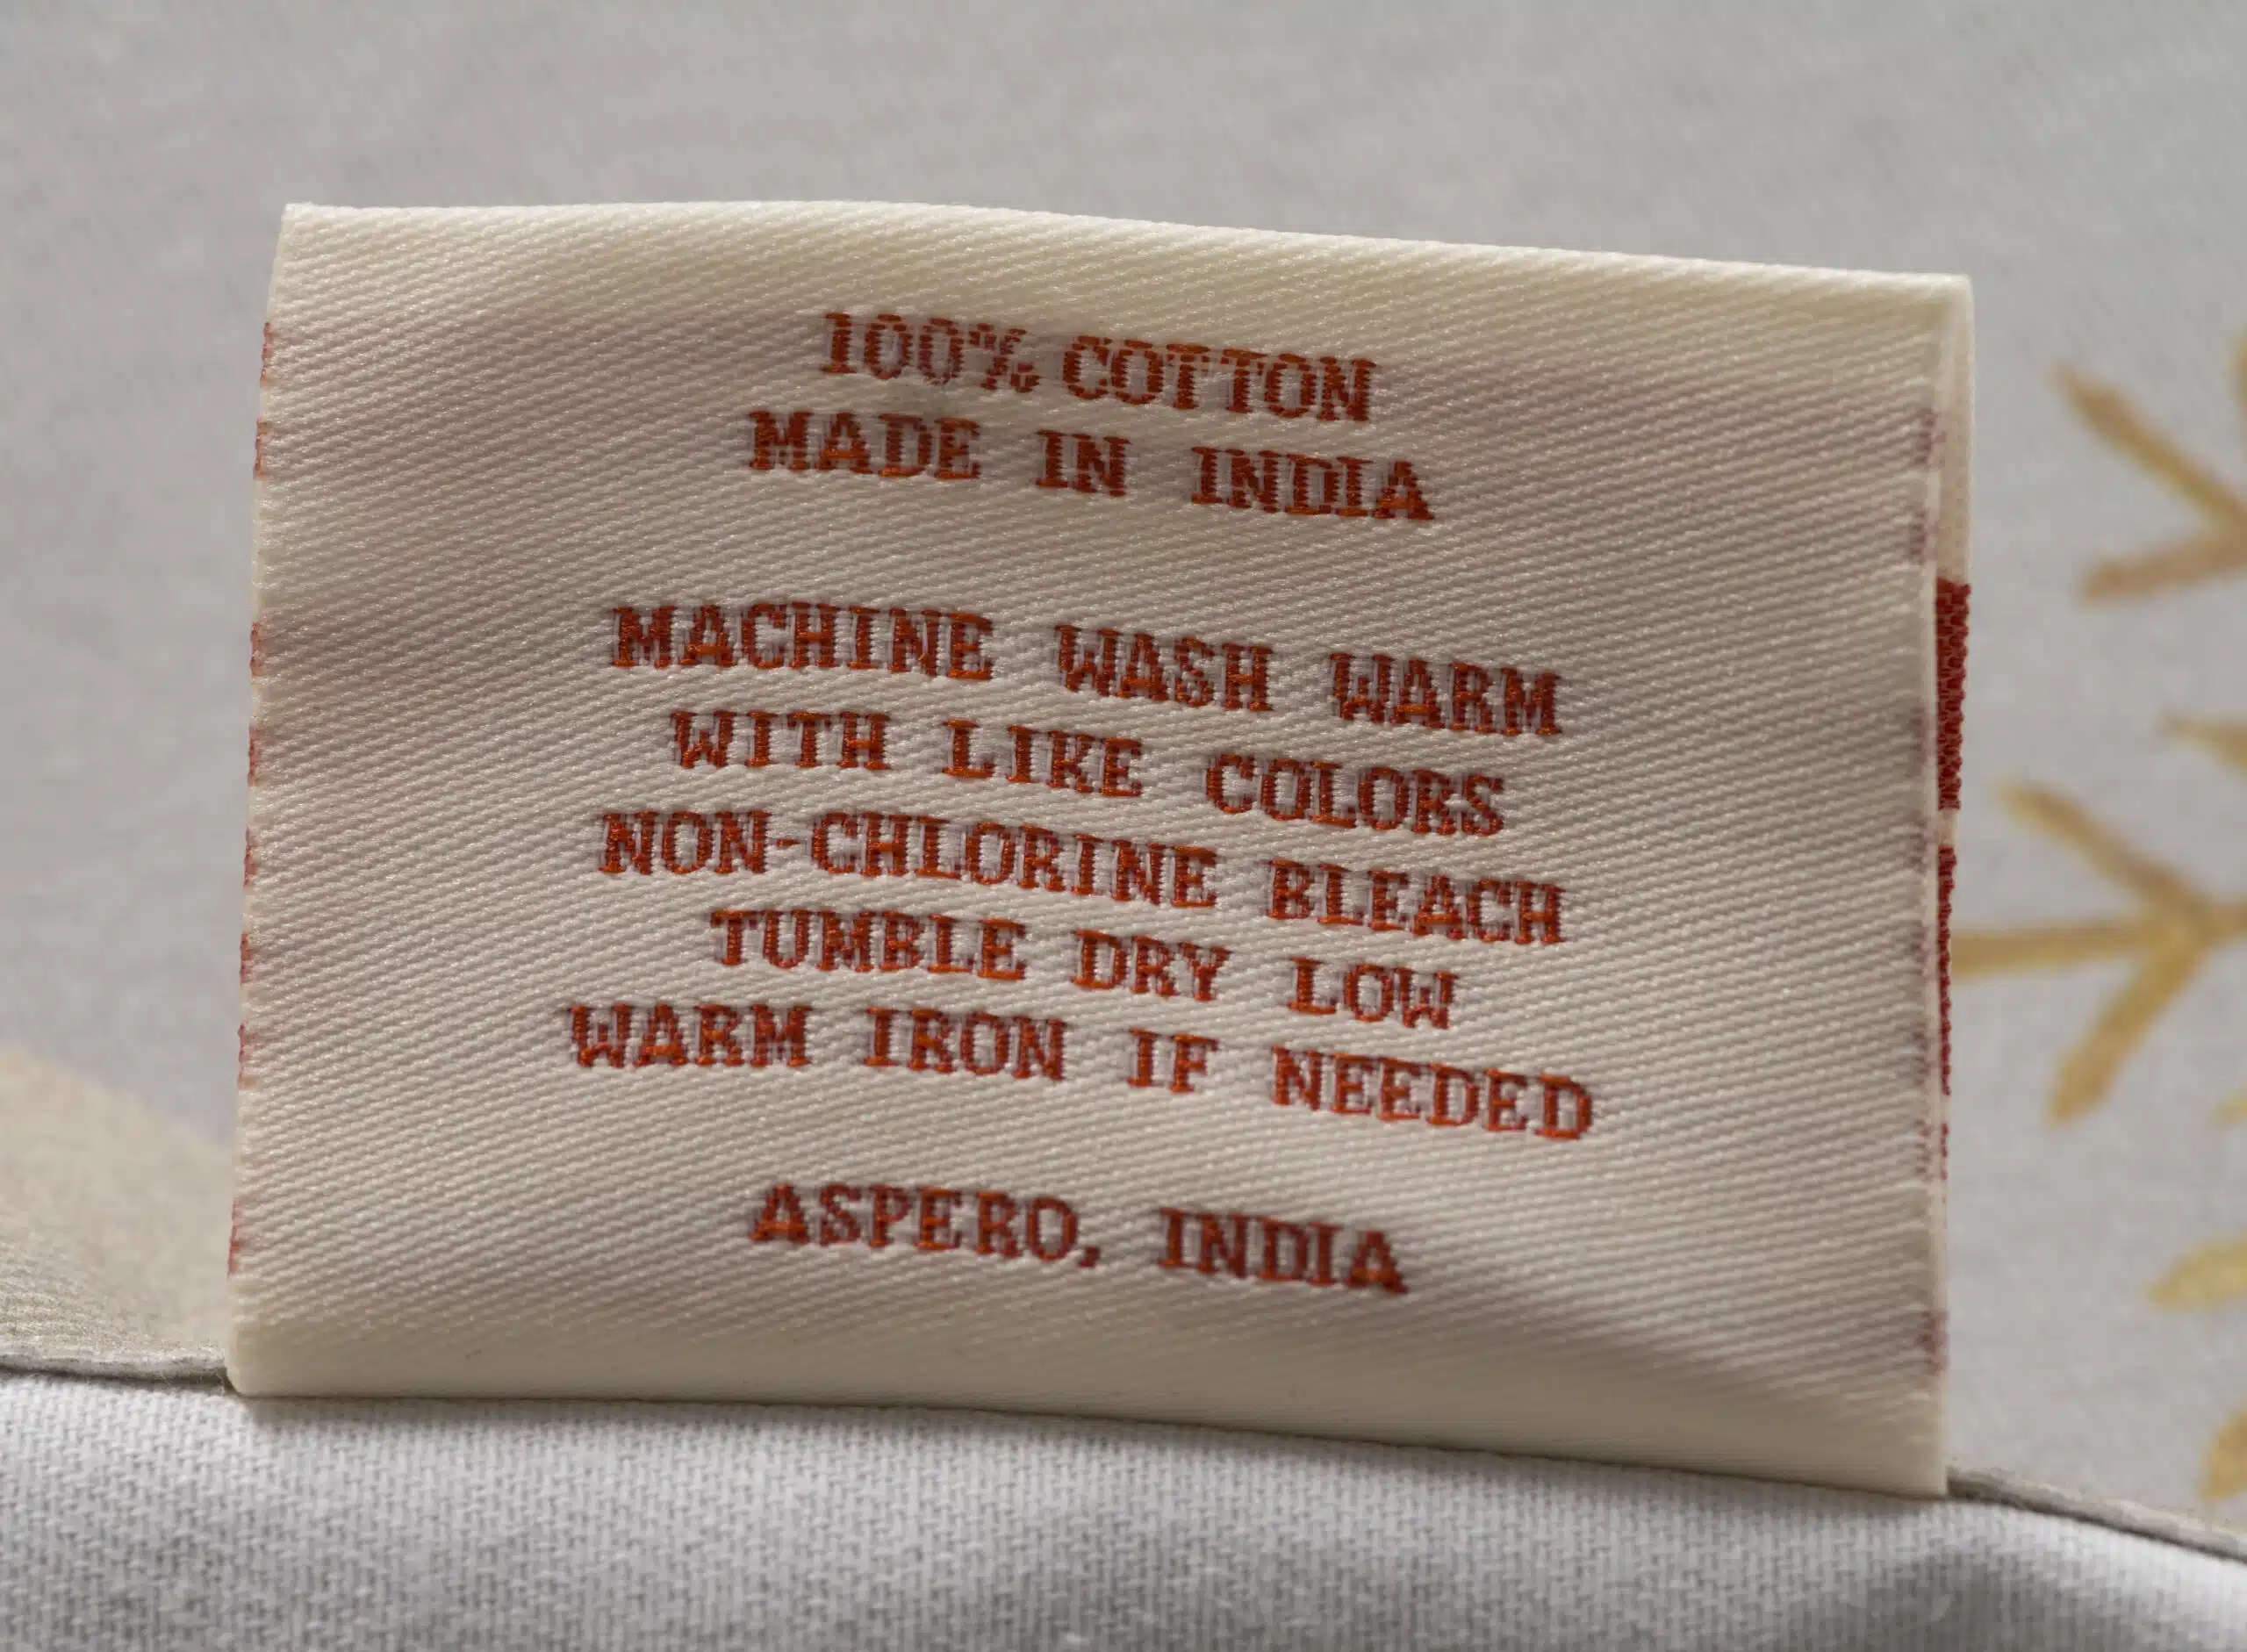 100% COTTON
MADE IN INDIA
MACHINE WASH WARM
WITH LIKE COLORS
NON-CHLORINE BLEACH
TUMBLE DRY LOW
WARM IRON IF NEEDED
ASPERO, INDIA